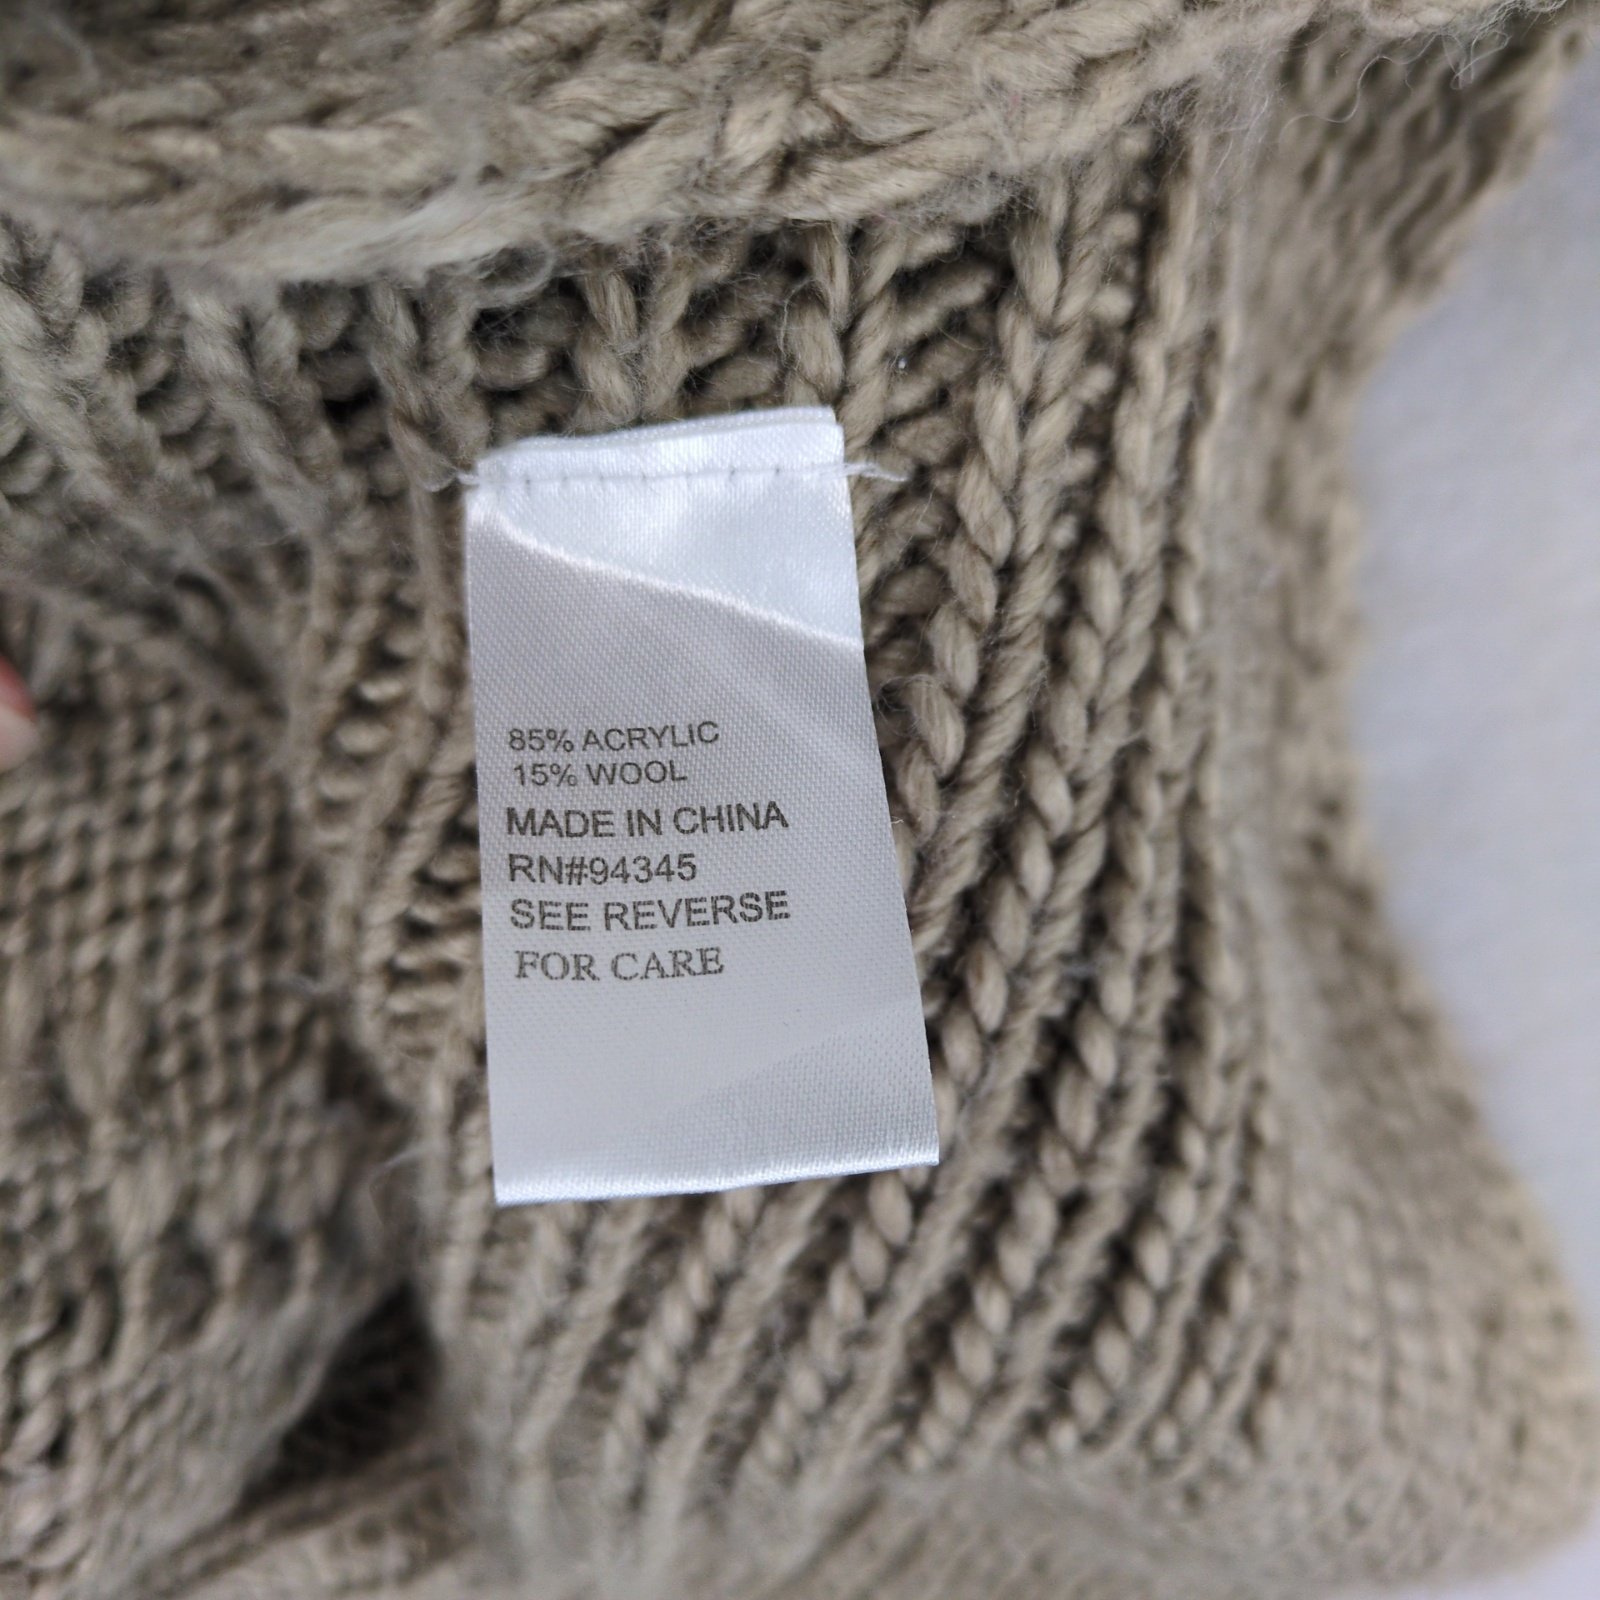 85% ACRYLIC
15% WOOL
MADE IN CHINA
RN#94345
SEE REVERSE
FOR CARE